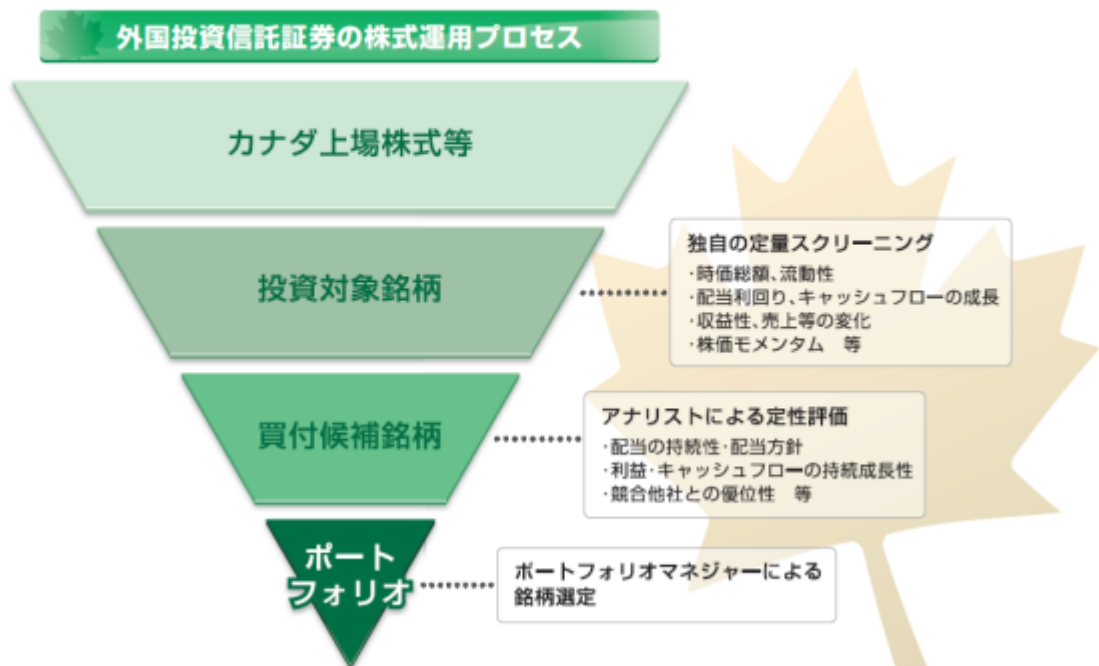 外国投資信託証券の株式運用プロセス
カナダ上場株式等
投資対象銘柄
独自の定量スクリーニング
・時価総額、流動性
・配当利回り、キャッシュフローの成長
・収益性、売上等の変化
・株価モメンタム　等
買付候補銘柄
アナリストによる定性評価
・配当の持続性・配当方針
・利益・キャッシュフローの持続成長性
・競合他社との優位性　等
ポート
フォリオ
ポートフォリオマネジャーによる
銘柄選定